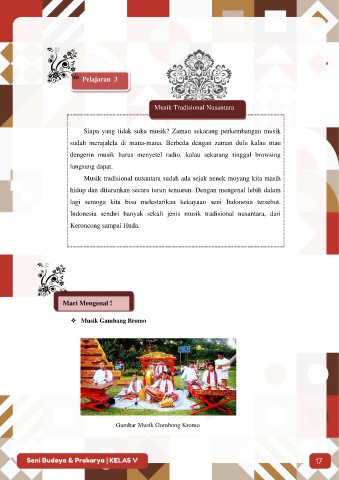 Pelajaran 3
Musik Tradisional Nusantara
Siapa yang tidak suka musik? Zaman sekarang perkembangan musik
sudah merajalela di mana-mana. Berbeda dengan zaman dulu kalau mau
dengerin musik harus menyetel radio, kalau sekarang tinggal browsing
langsung dapat.
Musik tradisional nusantara sudah ada sejak nenek moyang kita masih
hidup dan diturunkan secara turun temurun. Dengan mengenal lebih dalam
lagi semoga kita bisa melestarikan kekayaan seni Indonesia tersebut.
Indonesia sendiri banyak sekali jenis musik tradisional nusantara, dari
Keroncong sampai Huda.
Mari Mengenal !
❖ Musik Gambang Bromo
Gambar Musik Gambang Kromo
Seni Budaya & Prakarya | KELAS V
17